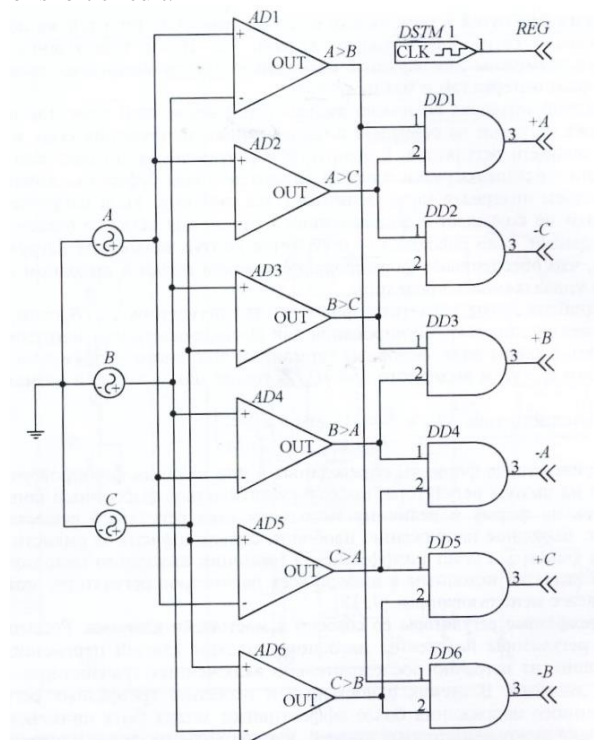 AD1
+
A>B
OUT
-
DSTM 1
CLK
1
REG
DD1
1
2
3
+A
AD2
+
A>C
OUT
-
DD2
1
2
3
-C
A
AD3
+
B>C
OUT
-
DD3
1
2
3
+B
B
AD4
+
B>A
OUT
-
DD4
1
2
3
-A
C
AD5
+
C>A
OUT
-
DD5
1
2
3
+C
AD6
+
C>B
OUT
-
DD6
1
2
3
-B